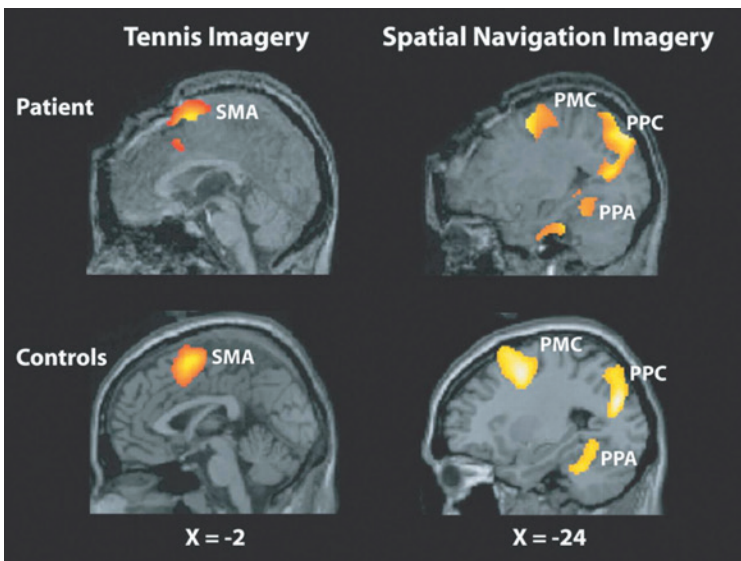 Tennis Imagery
Spatial Navigation Imagery
Patient
SMA
PMC
PPC
PPA
Controls
SMA
PMC
PPC
PPA
X = -2
X = -24